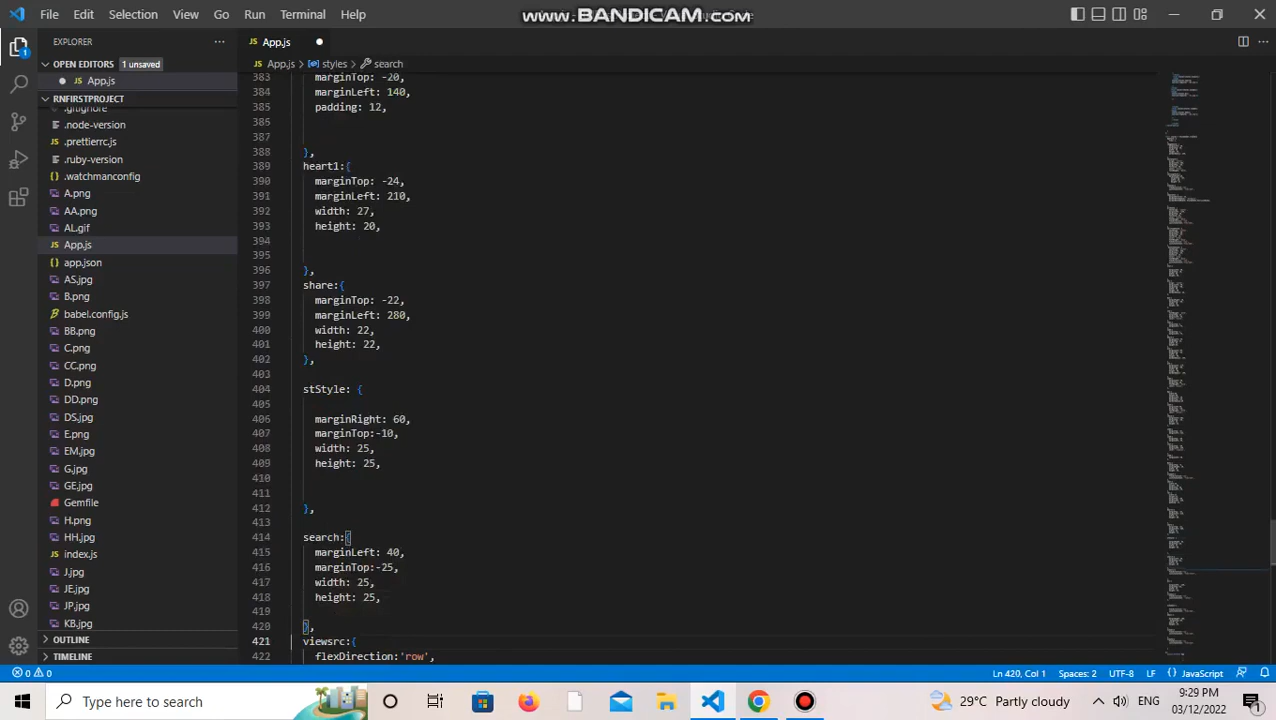 File Edit Selection View Go Run Terminal Help
www.BANDICAM.com
EXPLORER
App.js
OPEN EDITORS 1 unsaved
App.js > styles > search
App.js
RNFIRSTPROJECT
.gitignore
.node-version
.prettierrc.js
.ruby-version
.watchmanconfig
A.png
AA.png
AI.gif
App.js
app.json
AS.jpg
B.png
babel.config.js
BB.png
C.png
CC.png
D.png
DD.png
DS.jpg
E.png
EM.jpg
G.jpg
GE.jpg
Gemfile
H.png
HH.jpg
index.js
J.jpg
JE.jpg
JP.jpg
KB.jpg
OUTLINE
TIMELINE
383 marginTop: -20,
384 marginLeft: 140,
385 padding: 12,
386
387
388 },
389 heart1:{
390 marginTop: -24,
391 marginLeft: 210,
392 width: 27,
393 height: 20,
394
395
396 },
397 share:{
398 marginTop: -22,
399 marginLeft: 280,
400 width: 22,
401 height: 22,
402 },
403
404 stStyle: {
405
406 marginRight: 60,
407 marginTop:-10,
408 width: 25,
409 height: 25,
410
411
412 },
413
414 search:{
415 marginLeft: 40,
416 marginTop:-25,
417 width: 25,
418 height: 25,
419
420 },
421 viewsrc:{
422 flexDirection:'row',
0 0
Ln 420, Col 1 Spaces: 2 UTF-8 LF {} JavaScript
Type here to search
29°C Partly cloudy
ENG
9:29 PM
03/12/2022